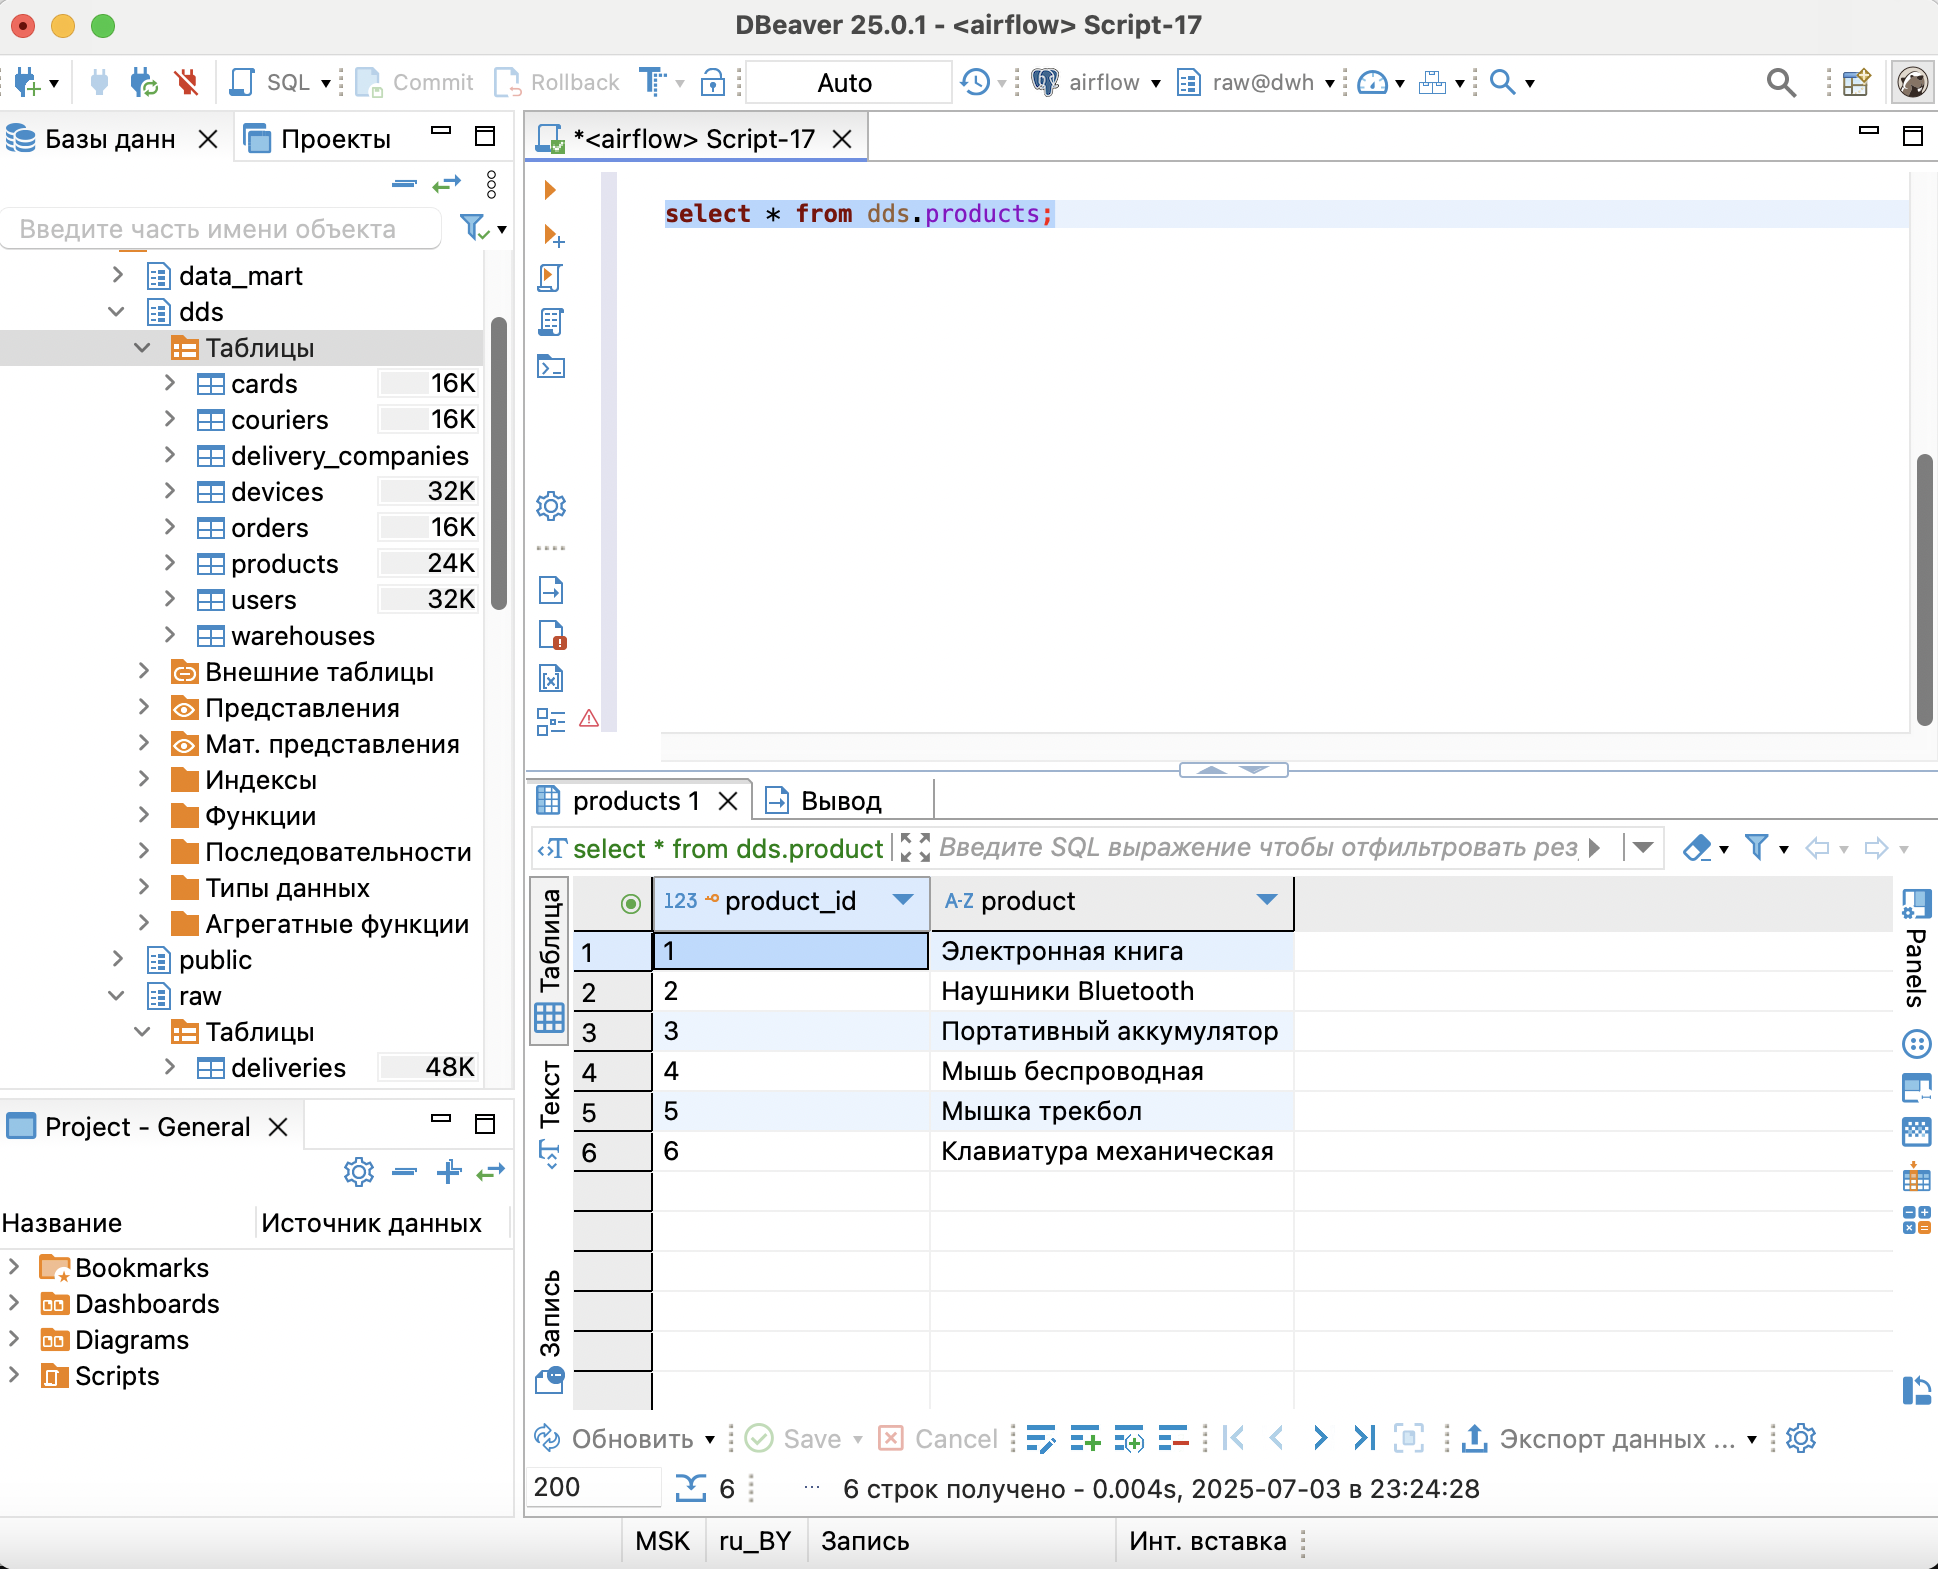 DBeaver 25.0.1 - <airflow> Script-17
SQL
Commit
Rollback
Auto
airflow
raw@dwh
Базы данн
Проекты
Введите часть имени объекта
data_mart
dds
Таблицы
cards 16K
couriers 16K
delivery_companies
devices 32K
orders 16K
products 24K
users 32K
warehouses
Внешние таблицы
Представления
Мат. представления
Индексы
Функции
Последовательности
Типы данных
Агрегатные функции
public
raw
Таблицы
deliveries 48K
Project - General
Название Источник данных
Bookmarks
Dashboards
Diagrams
Scripts
*<airflow> Script-17
select * from dds.products;
products 1
Вывод
select * from dds.product
Введите SQL выражение чтобы отфильтровать рез
Таблица
Текст
Запись
123 product_id A-Z product
1 1 Электронная книга
2 2 Наушники Bluetooth
3 3 Портативный аккумулятор
4 4 Мышь беспроводная
5 5 Мышка трекбол
6 6 Клавиатура механическая
Panels
Обновить Save Cancel Экспорт данных ...
200 6 ... 6 строк получено - 0.004s, 2025-07-03 в 23:24:28
MSK ru_BY Запись Инт. вставка